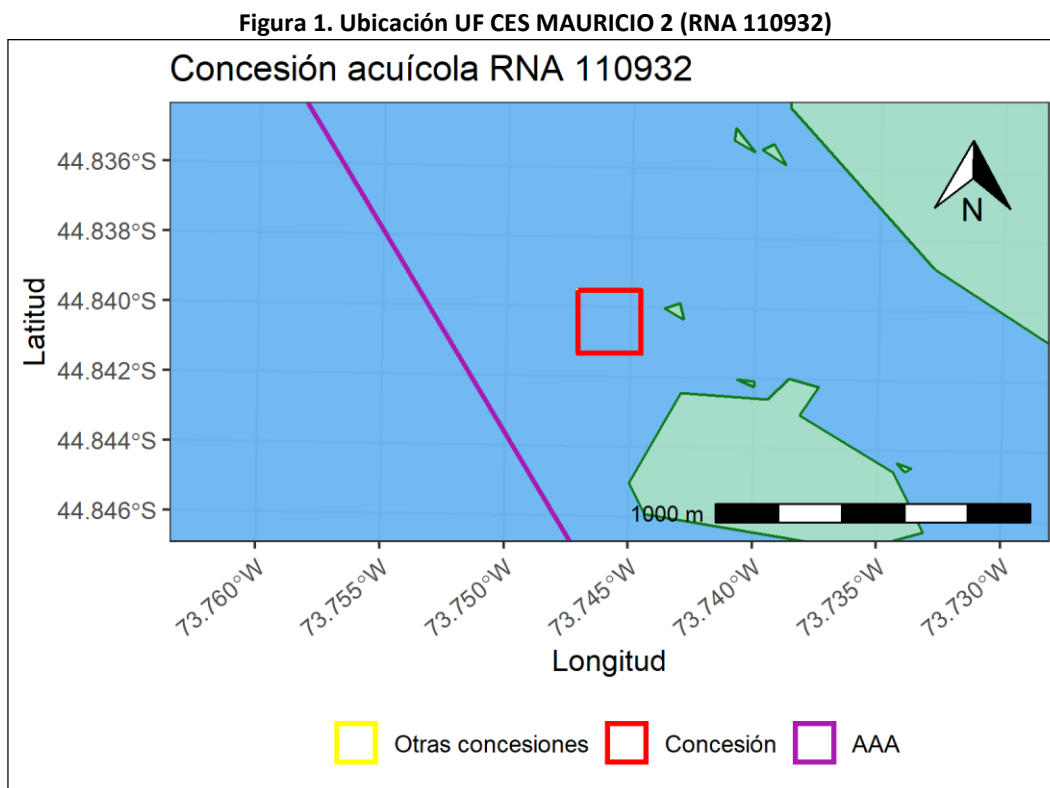 Figura 1. Ubicación UF CES MAURICIO 2 (RNA 110932)
Concesión acuícola RNA 110932
44.836°S
44.838°S
44.840°S
44.842°S
44.844°S
44.846°S
Latitud
N
1000 m
73.760°W
73.755°W
73.750°W
73.745°W
73.740°W
73.735°W
73.730°W
Longitud
Otras concesiones Concesión AAA